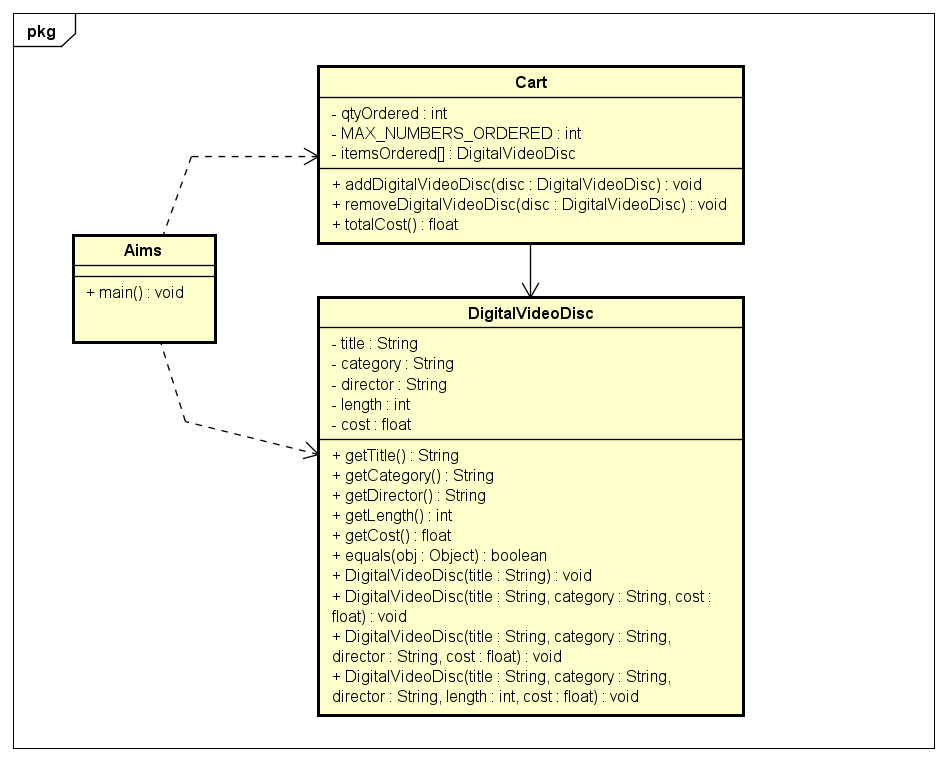 pkg
Cart
- qtyOrdered : int
- MAX_NUMBERS_ORDERED : int
- itemsOrdered[] : DigitalVideoDisc
+ addDigitalVideoDisc(disc : DigitalVideoDisc) : void
+ removeDigitalVideoDisc(disc : DigitalVideoDisc) : void
+ totalCost() : float
Aims
+ main() : void
DigitalVideoDisc
- title : String
- category : String
- director : String
- length : int
- cost : float
+ getTitle() : String
+ getCategory() : String
+ getDirector() : String
+ getLength() : int
+ getCost() : float
+ equals(obj : Object) : boolean
+ DigitalVideoDisc(title : String) : void
+ DigitalVideoDisc(title : String, category : String, cost :
float) : void
+ DigitalVideoDisc(title : String, category : String,
director : String, cost : float) : void
+ DigitalVideoDisc(title : String, category : String,
director : String, length : int, cost : float) : void